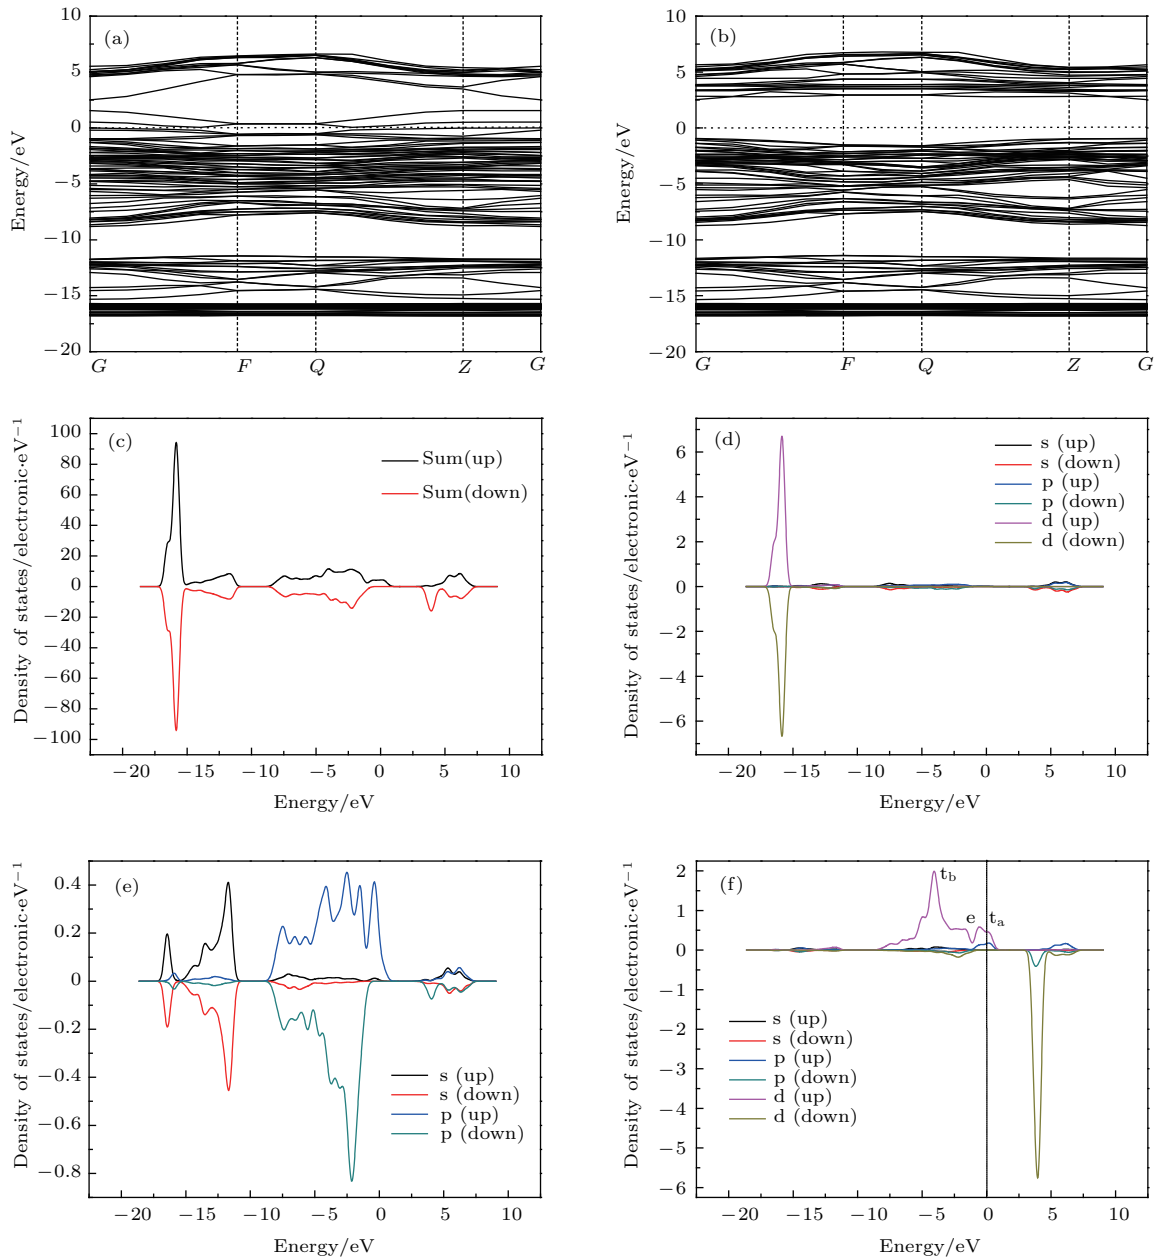 (a)
10
5
0
−5
−10
−15
−20
Energy/eV
G F Q Z G
(b)
10
5
0
−5
−10
−15
−20
Energy/eV
G F Q Z G
(c)
Sum(up)
Sum(down)
100
80
60
40
20
0
−20
−40
−60
−80
−100
Density of states/electronic·eV−1
−20 −15 −10 −5 0 5 10
Energy/eV
(d)
s (up)
s (down)
p (up)
p (down)
d (up)
d (down)
6
4
2
0
−2
−4
−6
Density of states/electronic·eV−1
−20 −15 −10 −5 0 5 10
Energy/eV
(e)
0.4
0.2
0
−0.2
−0.4
−0.6
−0.8
Density of states/electronic·eV−1
s (up)
s (down)
p (up)
p (down)
−20 −15 −10 −5 0 5 10
Energy/eV
(f)
tb
e
ta
2
1
0
−1
−2
−3
−4
−5
−6
Density of states/electronic·eV−1
s (up)
s (down)
p (up)
p (down)
d (up)
d (down)
−20 −15 −10 −5 0 5 10
Energy/eV